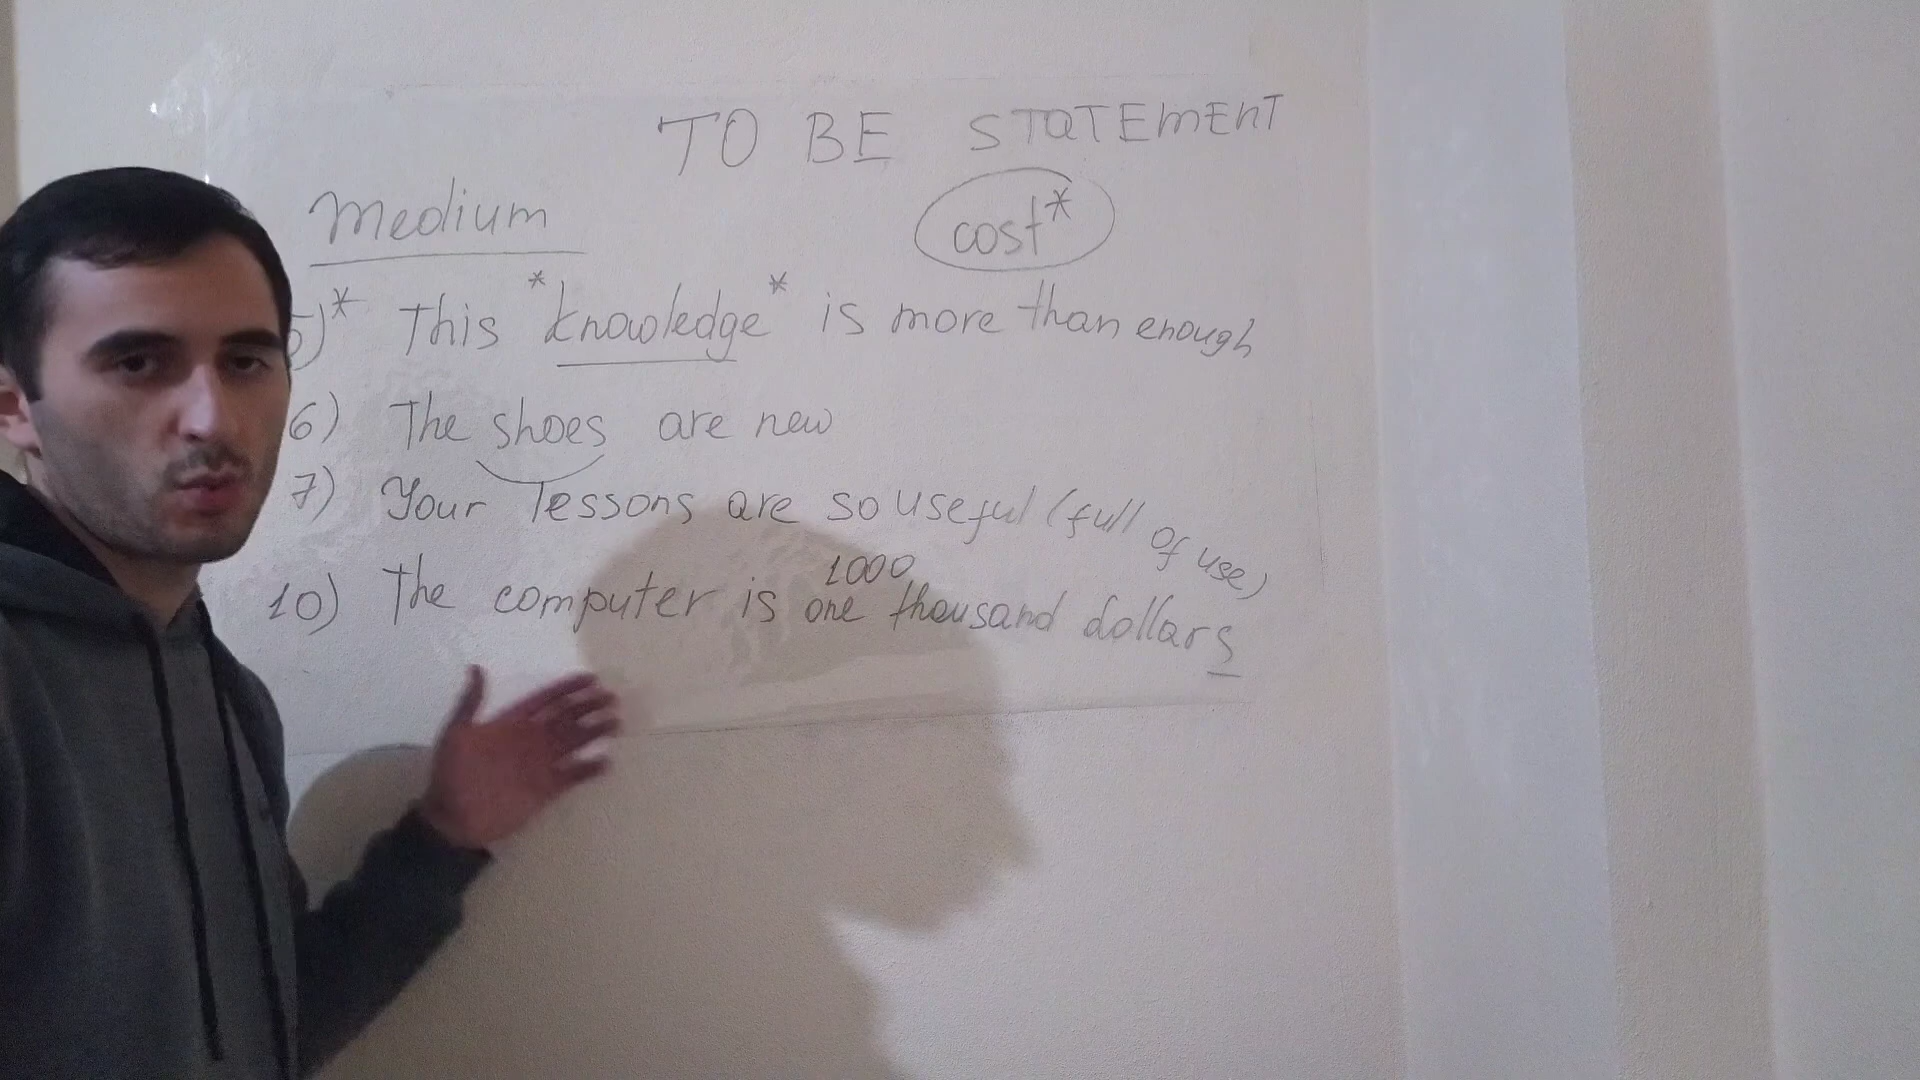 TO BE STATEMENT
Medium
cost*
5)* This *knowledge* is more than enough
6) The shoes are new
7) Your lessons are so useful (full of use)
1000
10) The computer is one thousand dollars